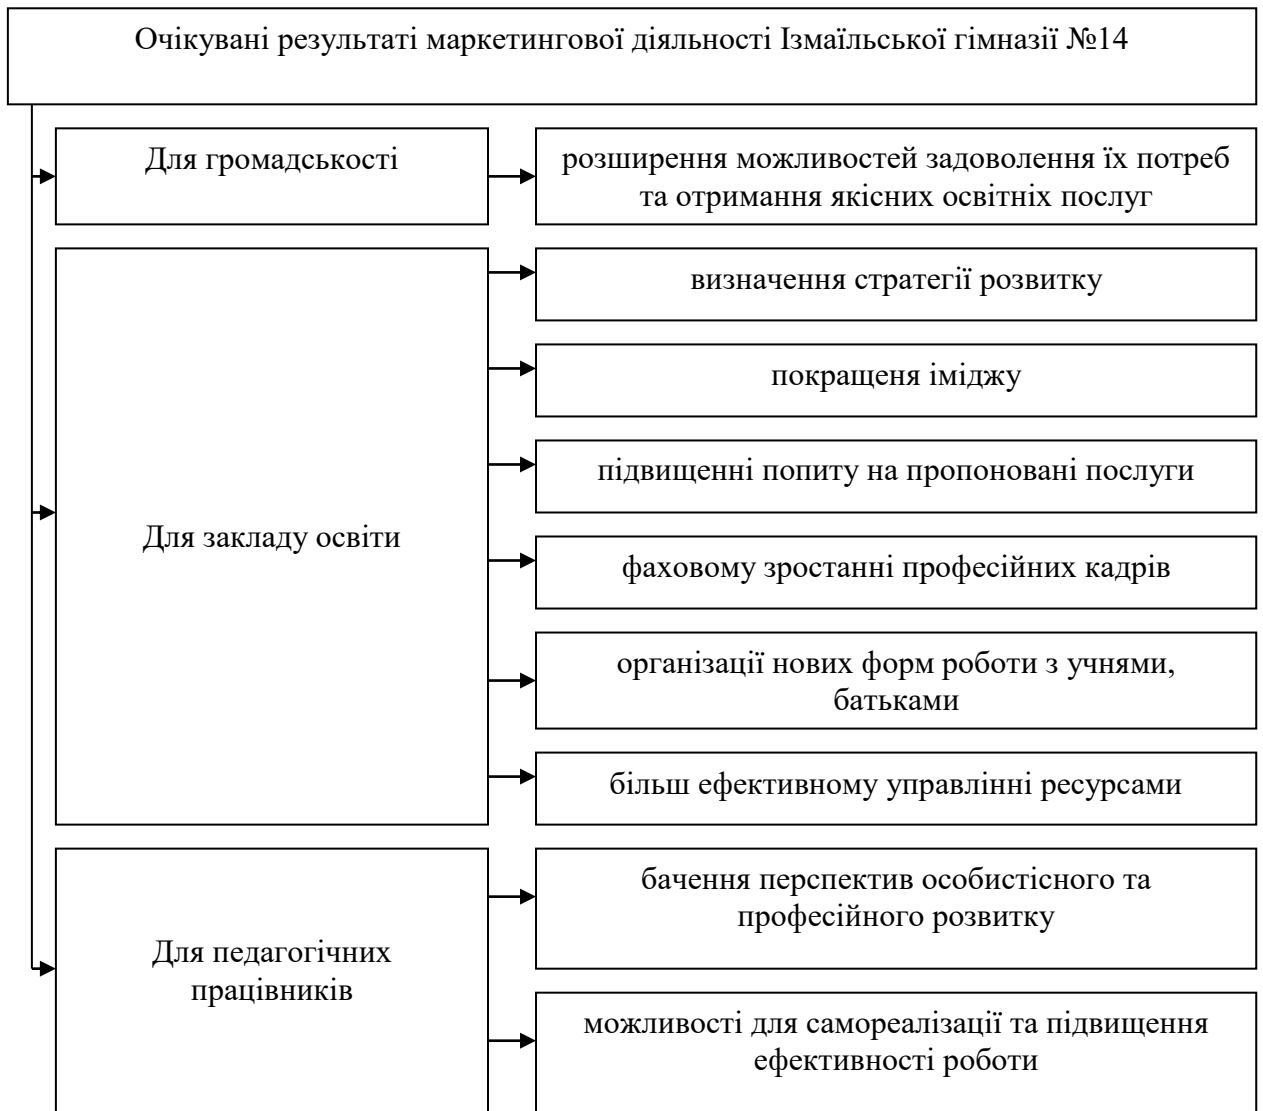 Очікувані результаті маркетингової діяльності Ізмаїльської гімназії №14
Для громадськості
розширення можливостей задоволення їх потреб
та отримання якісних освітніх послуг
Для закладу освіти
визначення стратегії розвитку
покращеня іміджу
підвищенні попиту на пропоновані послуги
фаховому зростанні професійних кадрів
організації нових форм роботи з учнями,
батьками
більш ефективному управлінні ресурсами
Для педагогічних
працівників
бачення перспектив особистісного та
професійного розвитку
можливості для самореалізації та підвищення
ефективності роботи